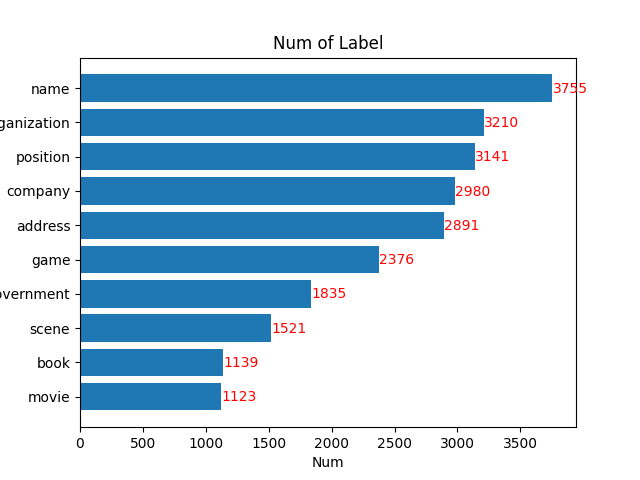 Num of Label
name 3755
ganization 3210
position 3141
company 2980
address 2891
game 2376
overnment 1835
scene 1521
book 1139
movie 1123
0 500 1000 1500 2000 2500 3000 3500
Num